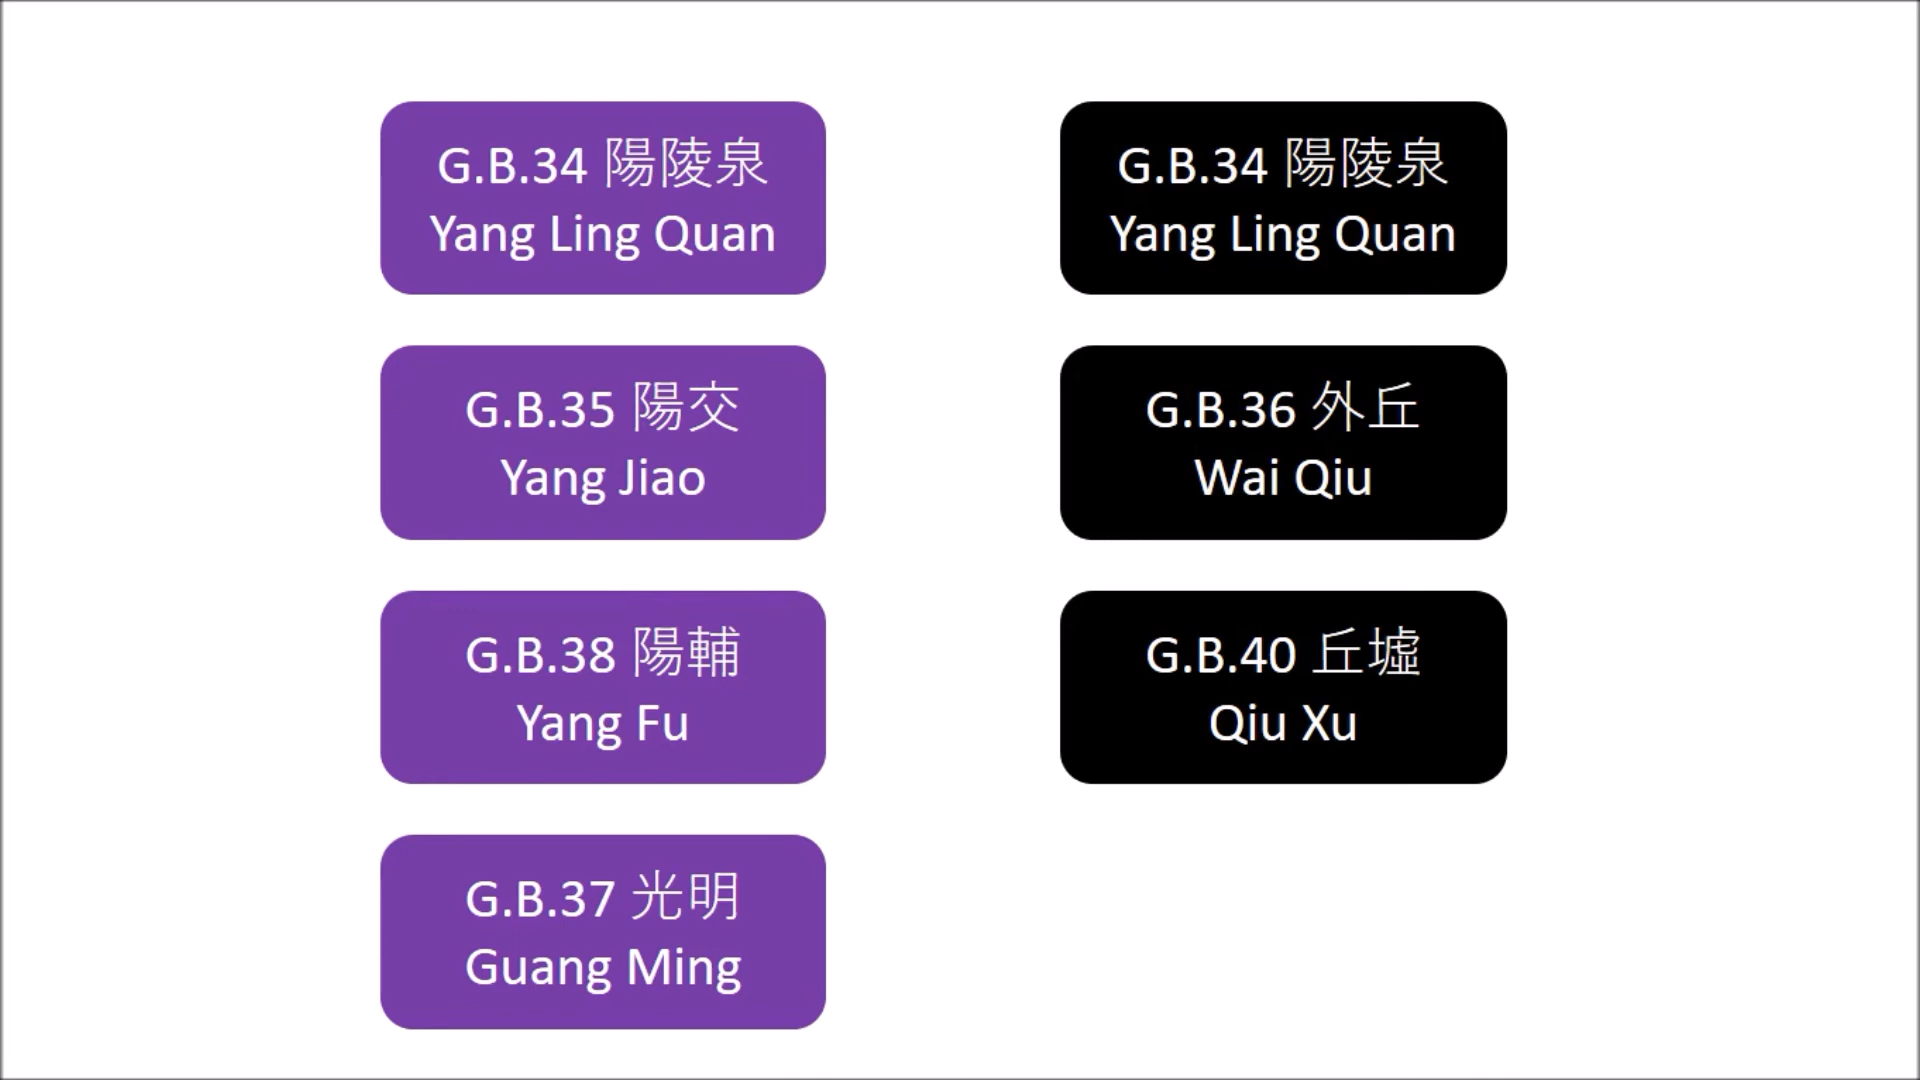 G.B.34 陽陵泉
Yang Ling Quan
G.B.35 陽交
Yang Jiao
G.B.38 陽輔
Yang Fu
G.B.37 光明
Guang Ming
G.B.34 陽陵泉
Yang Ling Quan
G.B.36 外丘
Wai Qiu
G.B.40 丘墟
Qiu Xu